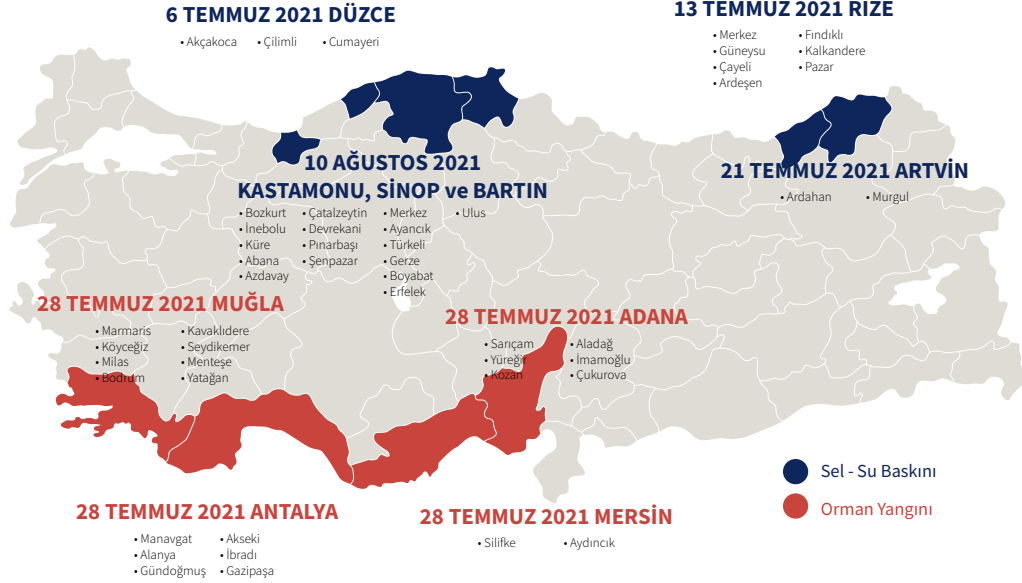 6 TEMMUZ 2021 DÜZCE
• Akçakoca • Çilimli • Cumayeri
13 TEMMUZ 2021 RİZE
• Merkez • Fındıklı
• Güneysu • Kalkandere
• Çayeli • Pazar
• Ardeşen
10 AĞUSTOS 2021
KASTAMONU, SİNOP ve BARTIN
• Bozkurt • Çatalzeytin • Merkez • Ulus
• İnebolu • Devrekani • Ayancık
• Küre • Pınarbaşı • Türkeli
• Abana • Şenpazar • Gerze
• Azdavay • Boyabat
• Erfelek
21 TEMMUZ 2021 ARTVİN
• Ardahan • Murgul
28 TEMMUZ 2021 MUĞLA
• Marmaris • Kavaklıdere
• Köyceğiz • Seydikemer
• Milas • Menteşe
• Bodrum • Yatağan
28 TEMMUZ 2021 ADANA
• Sarıçam • Aladağ
• Yüreğir • İmamoğlu
• Kozan • Çukurova
Sel - Su Baskını
Orman Yangını
28 TEMMUZ 2021 ANTALYA
• Manavgat • Akseki
• Alanya • İbradı
• Gündoğmuş • Gazipaşa
28 TEMMUZ 2021 MERSİN
• Silifke • Aydıncık